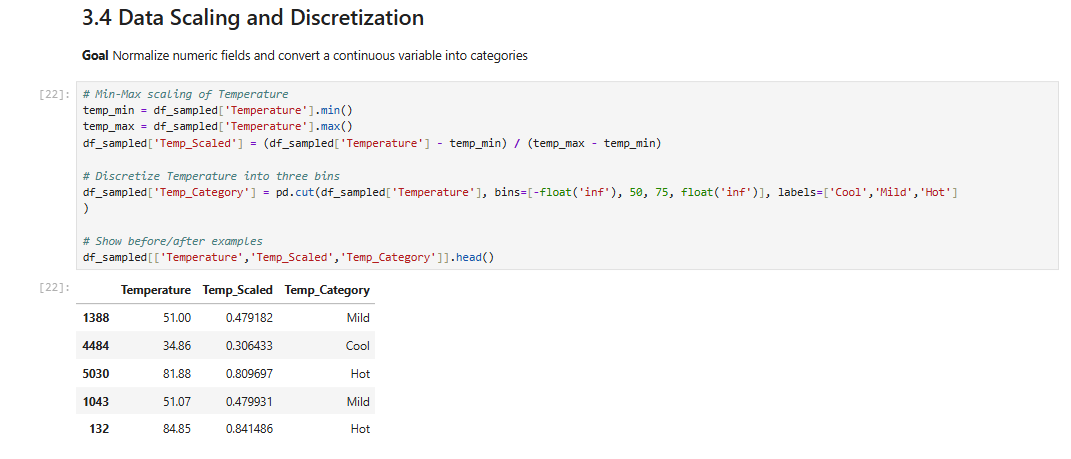 3.4 Data Scaling and Discretization
Goal Normalize numeric fields and convert a continuous variable into categories
[22]: # Min-Max scaling of Temperature
temp_min = df_sampled['Temperature'].min()
temp_max = df_sampled['Temperature'].max()
df_sampled['Temp_Scaled'] = (df_sampled['Temperature'] - temp_min) / (temp_max - temp_min)
# Discretize Temperature into three bins
df_sampled['Temp_Category'] = pd.cut(df_sampled['Temperature'], bins=[-float('inf'), 50, 75, float('inf')], labels=['Cool','Mild','Hot']
)
# Show before/after examples
df_sampled[['Temperature','Temp_Scaled','Temp_Category']].head()
[22]: Temperature Temp_Scaled Temp_Category
1388 51.00 0.479182 Mild
4484 34.86 0.306433 Cool
5030 81.88 0.809697 Hot
1043 51.07 0.479931 Mild
132 84.85 0.841486 Hot